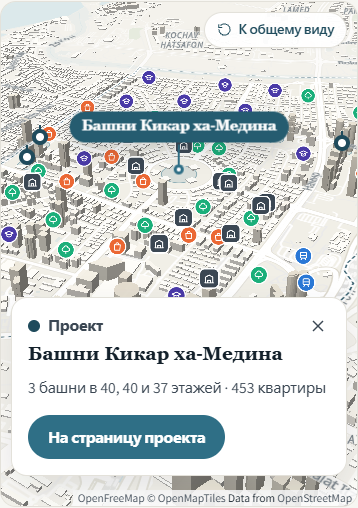 LAMED
KOCHAV
HATSAFON
К общему виду
Башни Кикар ха-Медина
Проект
Башни Кикар ха-Медина
3 башни в 40, 40 и 37 этажей · 453 квартиры
На страницу проекта
OpenFreeMap © OpenMapTiles Data from OpenStreetMap